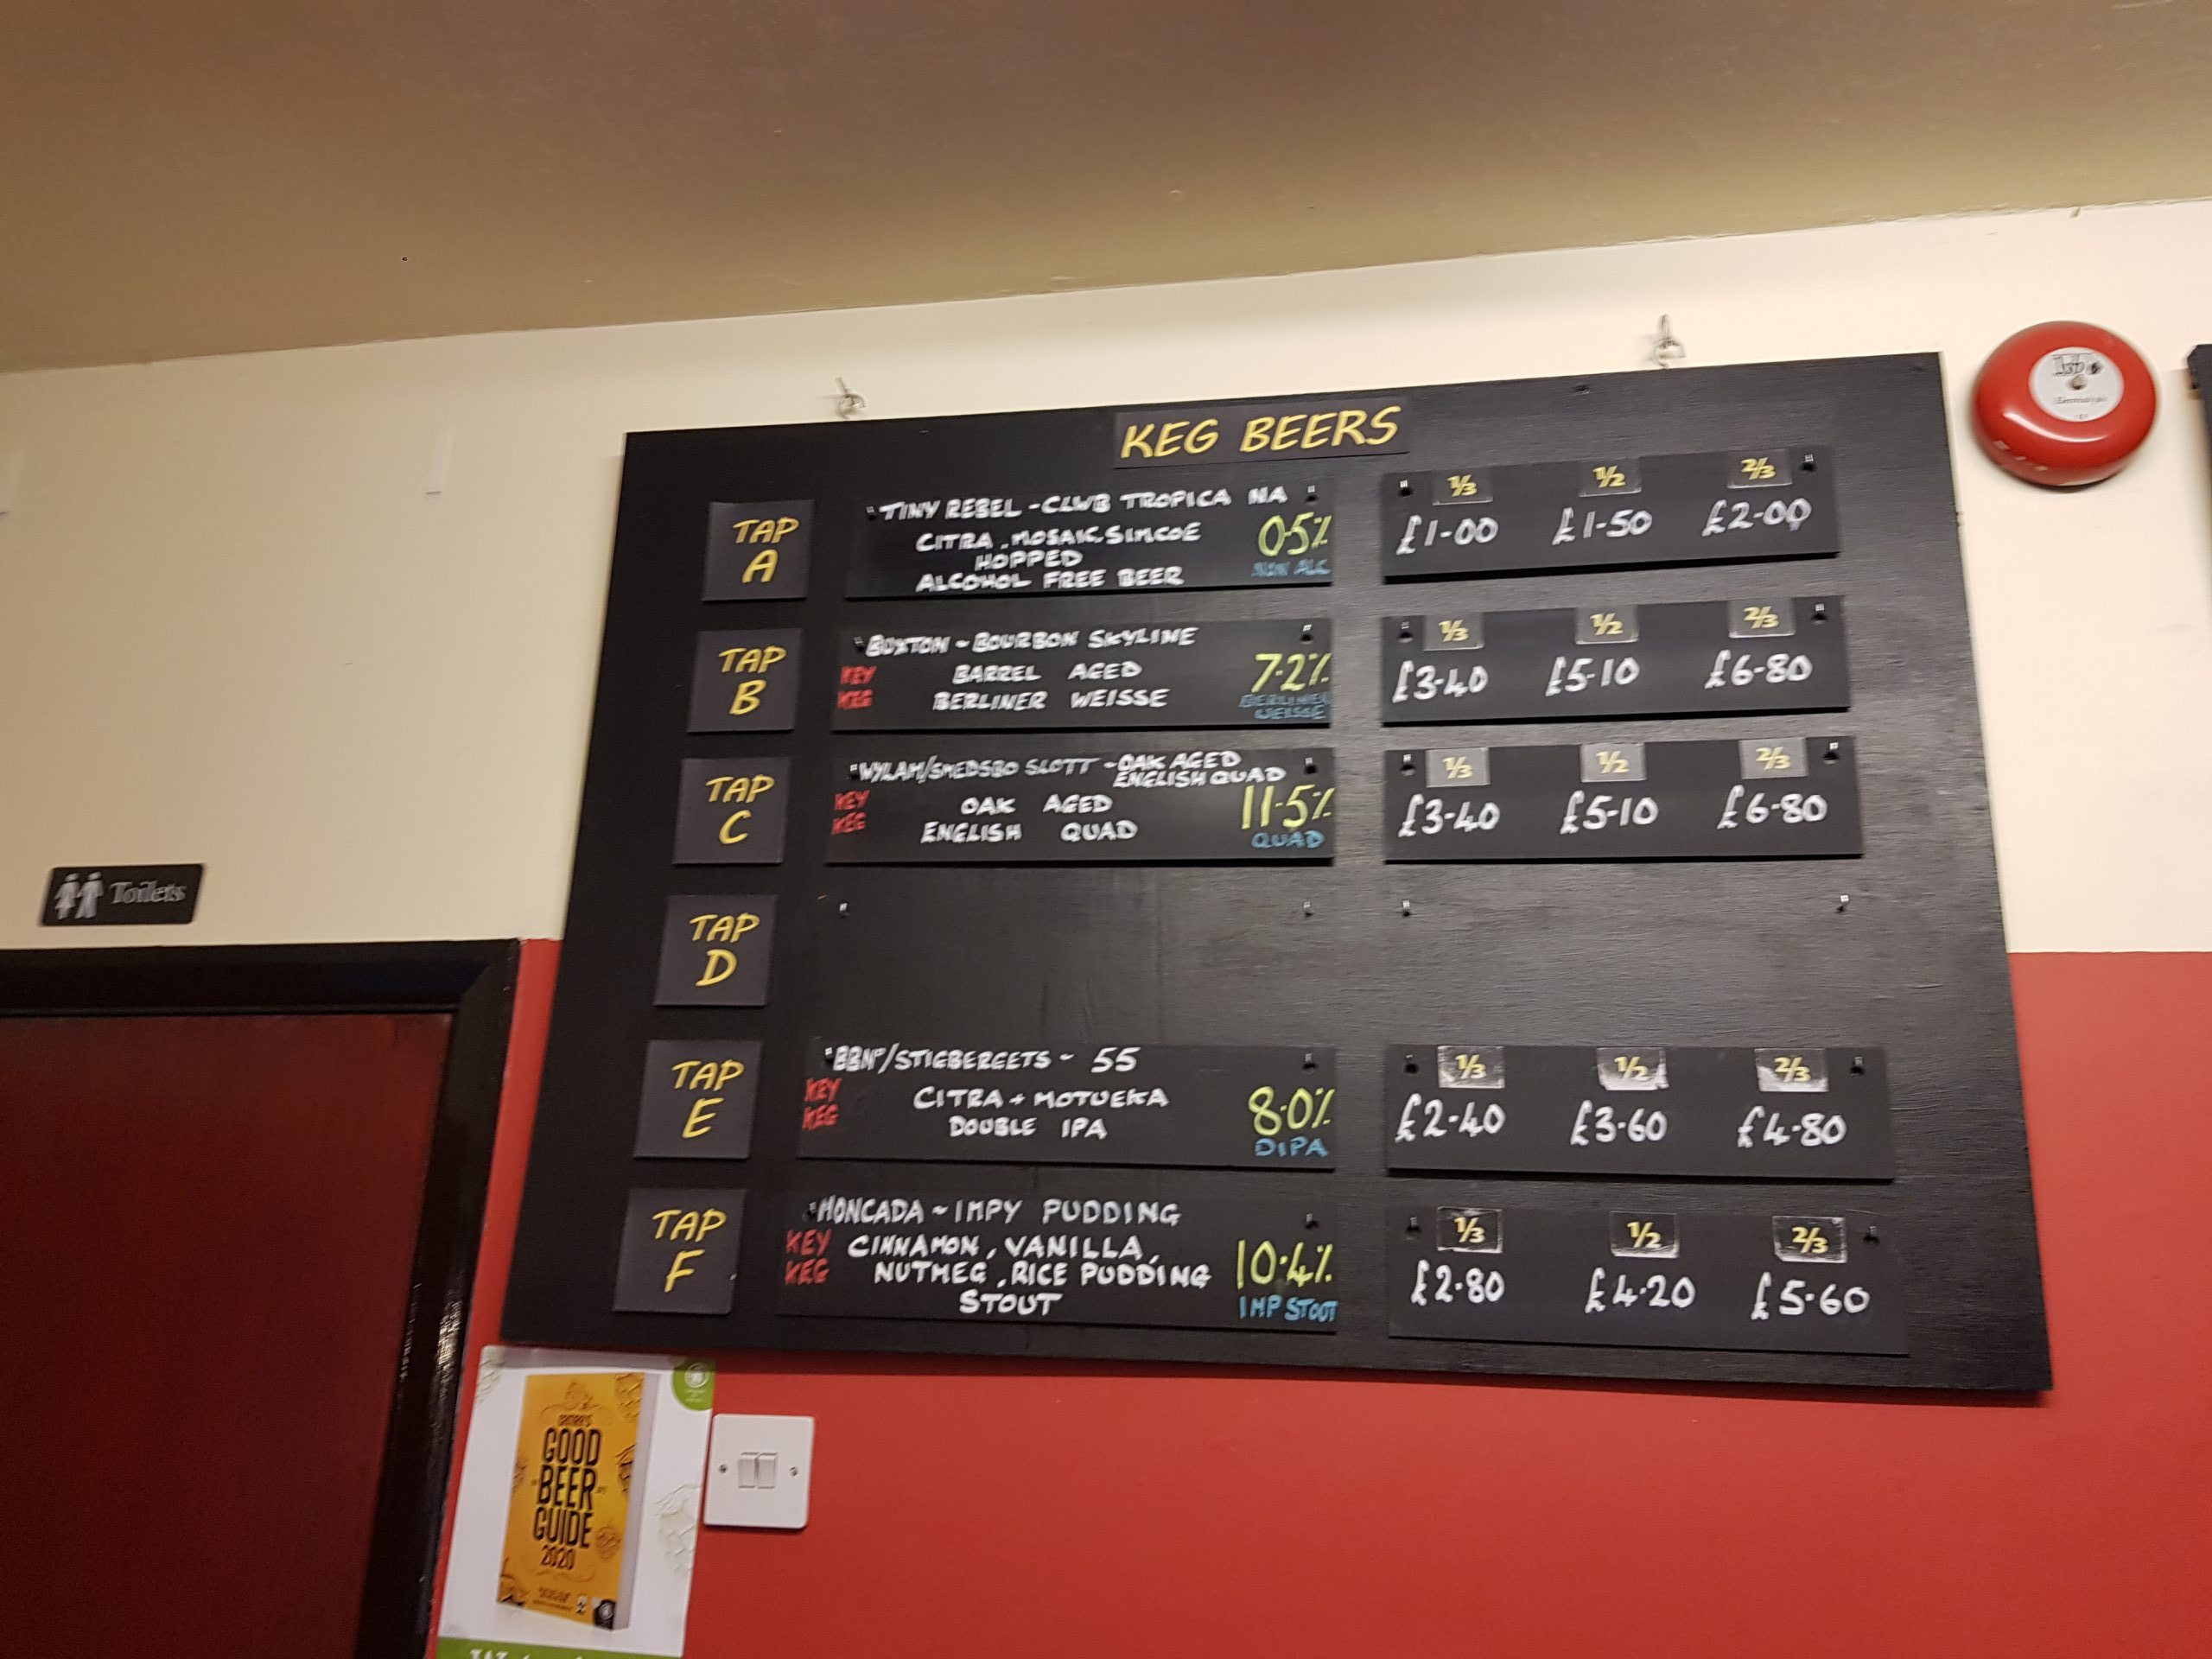 KEG BEERS
TAP
A
TINY REBEL - CLWB TROPICA NA
CITRA, MOSAIC, SIMCOE
HOPPED
ALCOHOL FREE BEER
0.5%
NON ALC
1/3 1/2 2/3
£1-00 £1-50 £2-00
TAP
B
BUXTON ~ BOURBON SKYLINE
KEY
KEG
BARREL AGED
BERLINER WEISSE
7.2%
BERLINER
WEISSE
1/3 1/2 2/3
£3-40 £5-10 £6-80
TAP
C
WYLAM/SMEDSBO SLOTT - OAK AGED
ENGLISH QUAD
KEY
KEG
OAK AGED
ENGLISH QUAD
11.5%
QUAD
1/3 1/2 2/3
£3-40 £5-10 £6-80
TAP
D
TAP
E
BBNº/STIGBERGETS - 55
KEY
KEG
CITRA + MOTUEKA
DOUBLE IPA
8.0%
DIPA
1/3 1/2 2/3
£2-40 £3-60 £4-80
TAP
F
MONCADA ~ IMPY PUDDING
KEY
KEG
CINNAMON, VANILLA,
NUTMEG, RICE PUDDING
STOUT
10.4%
IMP STOUT
1/3 1/2 2/3
£2-80 £4-20 £5-60
Toilets
CAMRA'S
GOOD
BEER
GUIDE
2020